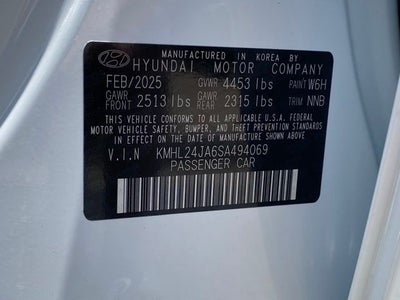 MANUFACTURED IN KOREA BY
HYUNDAI MOTOR COMPANY
FEB/2025 GVWR 4453 lbs PAINT W6H
GAWR FRONT 2513 lbs GAWR REAR 2315 lbs TRIM NNB
THIS VEHICLE CONFORMS TO ALL APPLICABLE U.S.A. FEDERAL
MOTOR VEHICLE SAFETY, BUMPER, AND THEFT PREVENTION STANDARDS
IN EFFECT ON THE DATE OF MANUFACTURE SHOWN ABOVE.
V.I.N KMHL24JA6SA494069
PASSENGER CAR